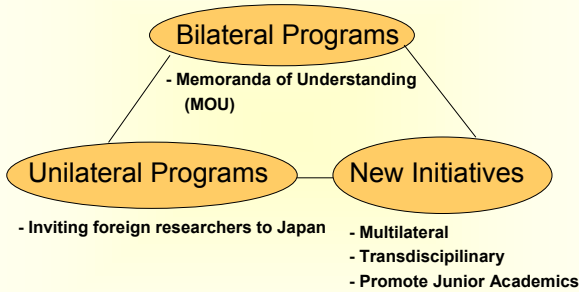 Bilateral Programs
- Memoranda of Understanding
(MOU)
Unilateral Programs
- Inviting foreign researchers to Japan
New Initiatives
- Multilateral
- Transdiscipilinary
- Promote Junior Academics